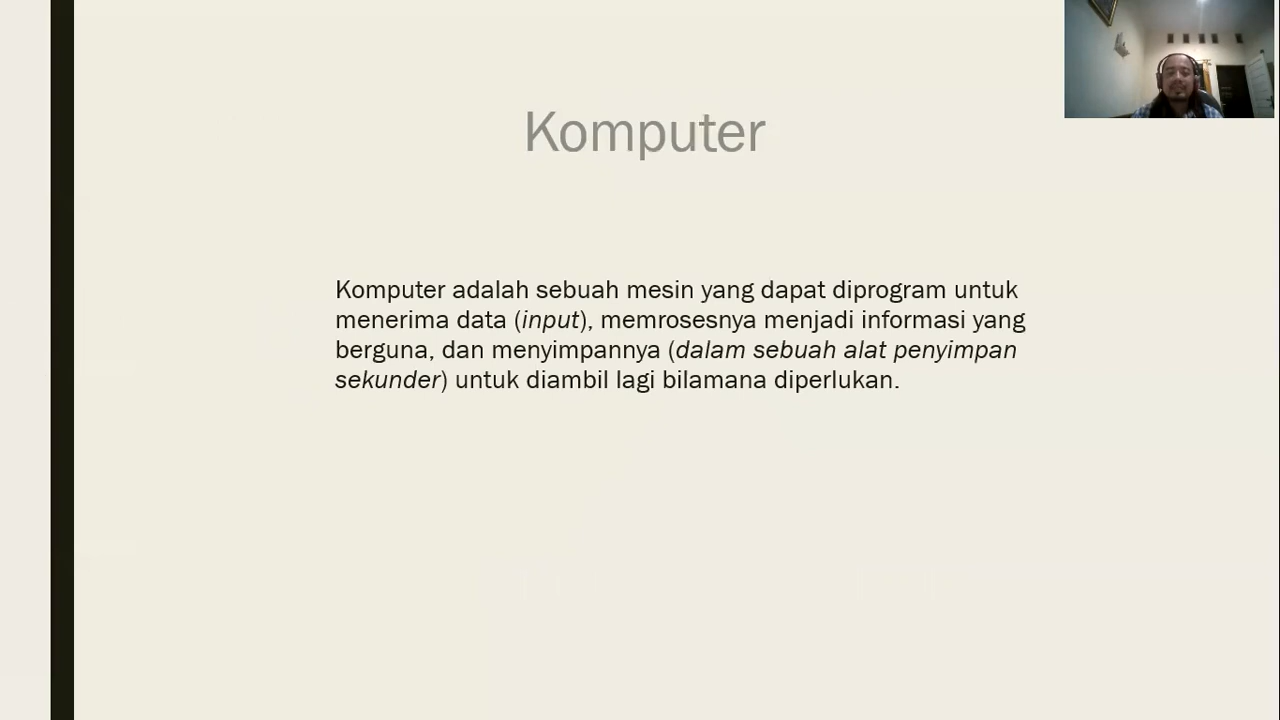 Komputer
Komputer adalah sebuah mesin yang dapat diprogram untuk
menerima data (input), memrosesnya menjadi informasi yang
berguna, dan menyimpannya (dalam sebuah alat penyimpan
sekunder) untuk diambil lagi bilamana diperlukan.